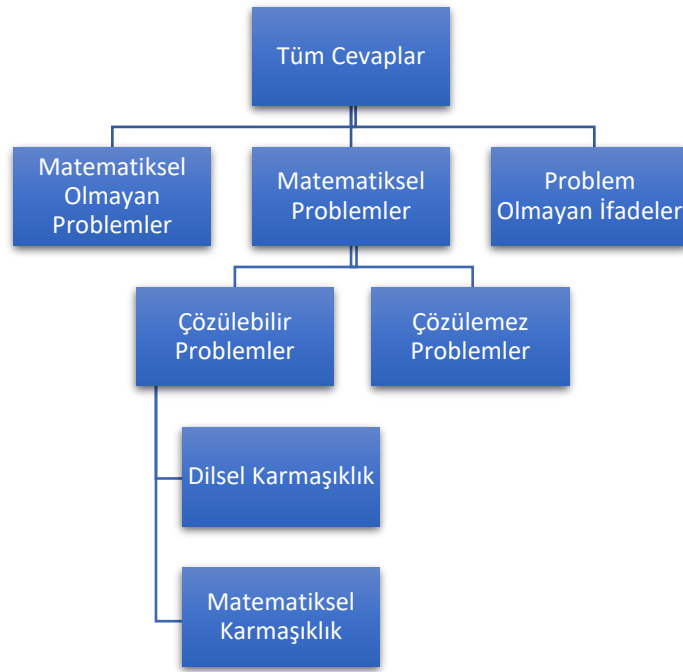 Tüm Cevaplar
Matematiksel
Olmayan
Problemler
Matematiksel
Problemler
Problem
Olmayan İfadeler
Çözülebilir
Problemler
Çözülemez
Problemler
Dilsel Karmaşıklık
Matematiksel
Karmaşıklık